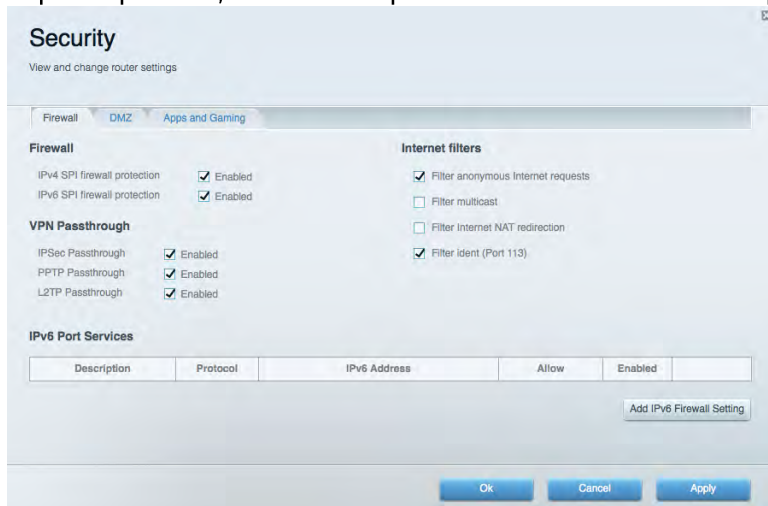 Security
View and change router settings
Firewall DMZ Apps and Gaming
Firewall
IPv4 SPI firewall protection Enabled
IPv6 SPI firewall protection Enabled
VPN Passthrough
IPSec Passthrough Enabled
PPTP Passthrough Enabled
L2TP Passthrough Enabled
Internet filters
Filter anonymous Internet requests
Filter multicast
Filter Internet NAT redirection
Filter ident (Port 113)
IPv6 Port Services
Description Protocol IPv6 Address Allow Enabled
Add IPv6 Firewall Setting
Ok Cancel Apply